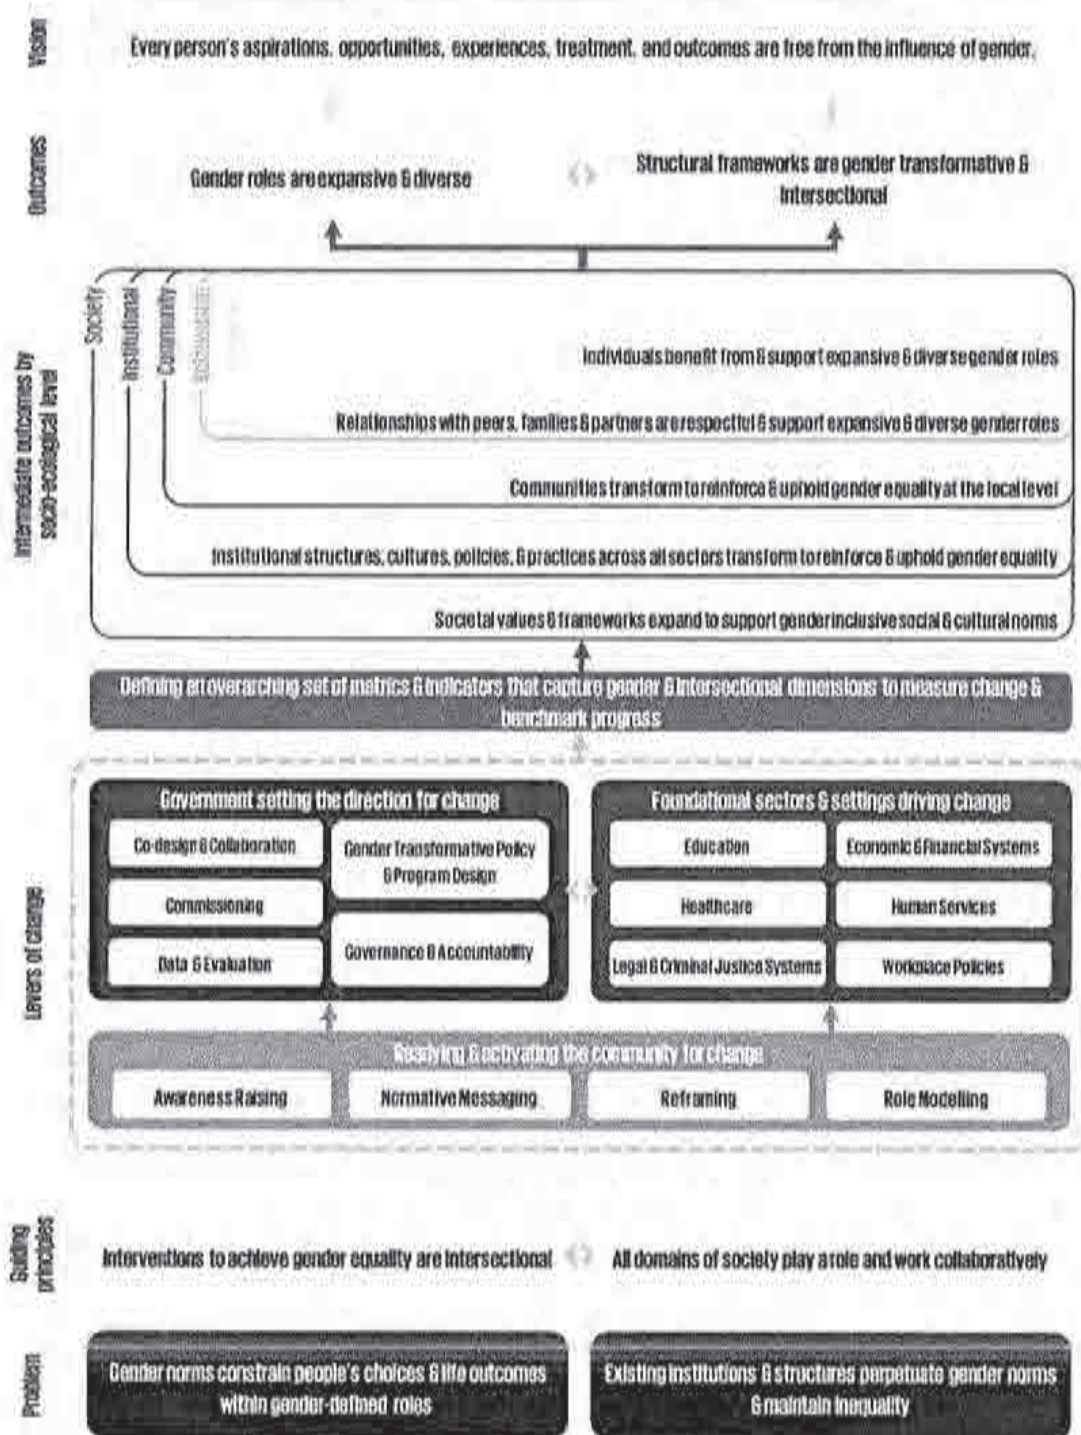 Vision
Every person's aspirations, opportunities, experiences, treatment, and outcomes are free from the influence of gender.
Outcomes
Gender roles are expansive & diverse
Structural frameworks are gender transformative &
Intersectional
Intermediate outcomes by
socio-ecological level
Society
Institutional
Community
Individuals benefit from & support expansive & diverse gender roles
Relationships with peers, families & partners are respectful & support expansive & diverse gender roles
Communities transform to reinforce & uphold gender equality at the local level
Institutional structures, cultures, policies, & practices across all sectors transform to reinforce & uphold gender equality
Societal values & frameworks expand to support gender inclusive social & cultural norms
Defining an overarching set of metrics & indicators that capture gender & intersectional dimensions to measure change &
benchmark progress
Levers of change
Government setting the direction for change
Co-design & Collaboration
Commissioning
Data & Evaluation
Gender Transformative Policy
& Program Design
Governance & Accountability
Foundational sectors & settings driving change
Education
Economic & Financial Systems
Healthcare
Human Services
Legal & Criminal Justice Systems
Workplace Policies
Readying & activating the community for change
Awareness Raising
Normative Messaging
Reframing
Role Modelling
Guiding
principles
Interventions to achieve gender equality are intersectional
All domains of society play a role and work collaboratively
Problem
Gender norms constrain people's choices & life outcomes
within gender-defined roles
Existing institutions & structures perpetuate gender norms
& maintain inequality